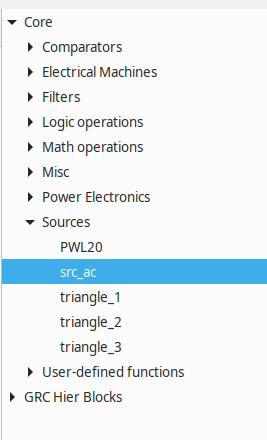 Core
Comparators
Electrical Machines
Filters
Logic operations
Math operations
Misc
Power Electronics
Sources
PWL20
src_ac
triangle_1
triangle_2
triangle_3
User-defined functions
GRC Hier Blocks